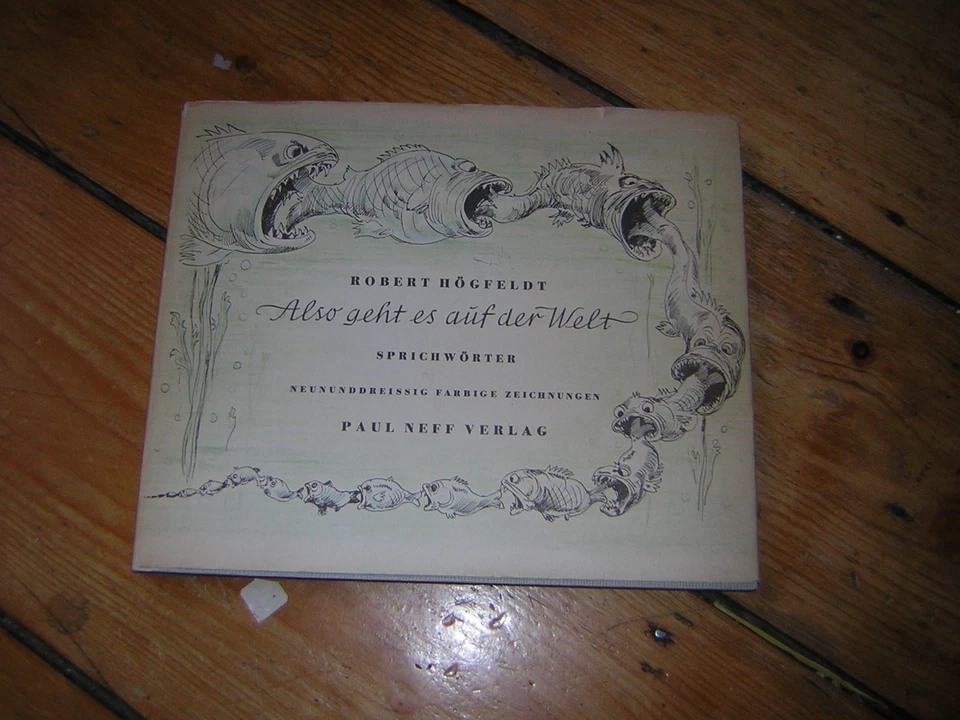 ROBERT HÖGFELDT
Also geht es auf der Welt
SPRICHWÖRTER
NEUNUNDDREISSIG FARBIGE ZEICHNUNGEN
PAUL NEFF VERLAG